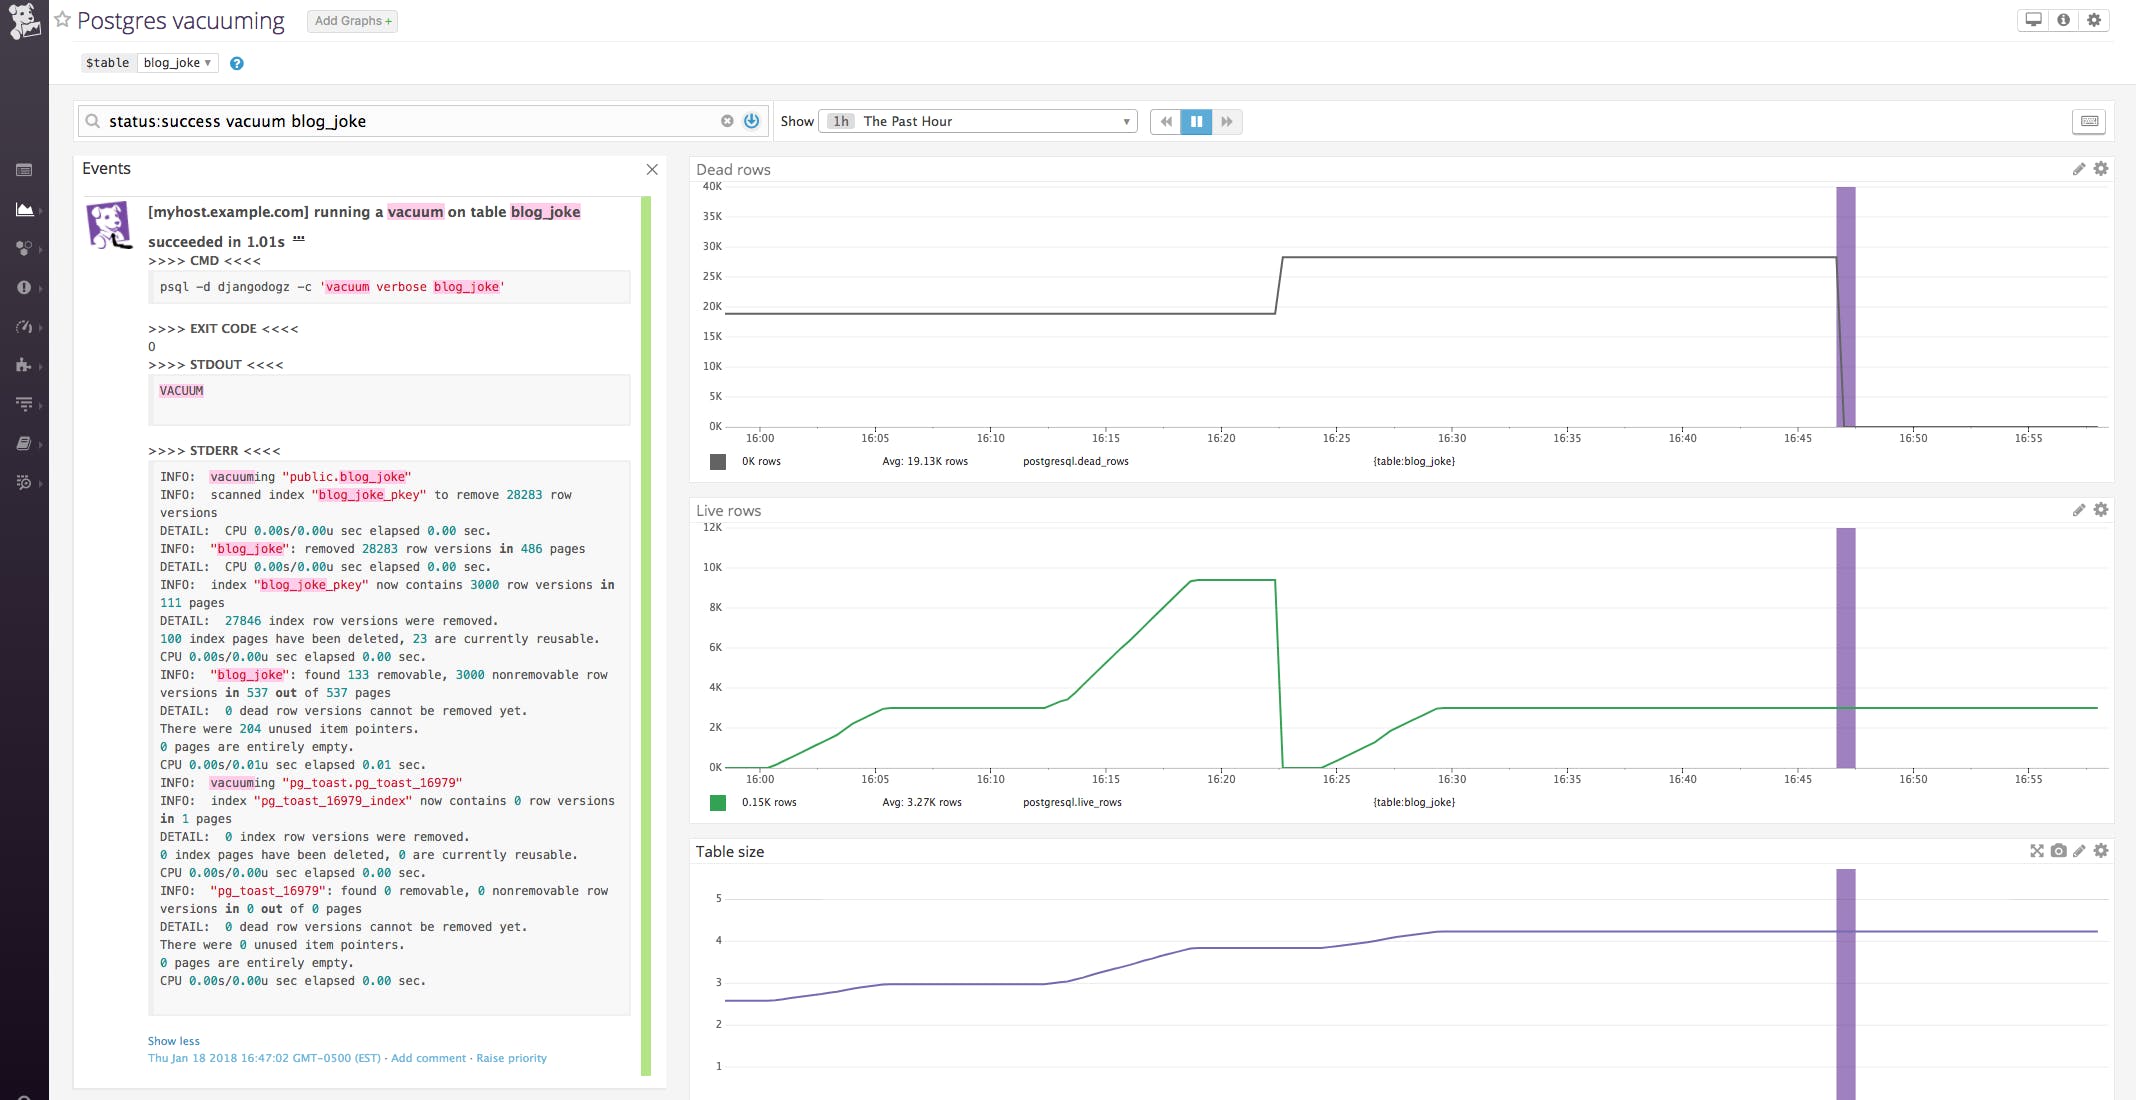 Postgres vacuuming
Add Graphs +
$table blog_joke ▾
?
status:success vacuum blog_joke
Show 1h The Past Hour
Events
[myhost.example.com] running a vacuum on table blog_joke
succeeded in 1.01s ...
>>>> CMD <<<<
psql -d djangodogz -c 'vacuum verbose blog_joke'
>>>> EXIT CODE <<<<
0
>>>> STDOUT <<<<
VACUUM
>>>> STDERR <<<<
INFO:  vacuuming "public.blog_joke"
INFO:  scanned index "blog_joke_pkey" to remove 28283 row
versions
DETAIL:  CPU 0.00s/0.00u sec elapsed 0.00 sec.
INFO:  "blog_joke": removed 28283 row versions in 486 pages
DETAIL:  CPU 0.00s/0.00u sec elapsed 0.00 sec.
INFO:  index "blog_joke_pkey" now contains 3000 row versions in
111 pages
DETAIL:  27846 index row versions were removed.
100 index pages have been deleted, 23 are currently reusable.
CPU 0.00s/0.00u sec elapsed 0.00 sec.
INFO:  "blog_joke": found 133 removable, 3000 nonremovable row
versions in 537 out of 537 pages
DETAIL:  0 dead row versions cannot be removed yet.
There were 204 unused item pointers.
0 pages are entirely empty.
CPU 0.00s/0.01u sec elapsed 0.01 sec.
INFO:  vacuuming "pg_toast.pg_toast_16979"
INFO:  index "pg_toast_16979_index" now contains 0 row versions
in 1 pages
DETAIL:  0 index row versions were removed.
0 index pages have been deleted, 0 are currently reusable.
CPU 0.00s/0.00u sec elapsed 0.00 sec.
INFO:  "pg_toast_16979": found 0 removable, 0 nonremovable row
versions in 0 out of 0 pages
DETAIL:  0 dead row versions cannot be removed yet.
There were 0 unused item pointers.
0 pages are entirely empty.
CPU 0.00s/0.00u sec elapsed 0.00 sec.
Show less
Thu Jan 18 2018 16:47:02 GMT-0500 (EST) · Add comment · Raise priority
Dead rows
40K
35K
30K
25K
20K
15K
10K
5K
0K
16:00 16:05 16:10 16:15 16:20 16:25 16:30 16:35 16:40 16:45 16:50 16:55
0K rows Avg: 19.13K rows postgresql.dead_rows {table:blog_joke}
Live rows
12K
10K
8K
6K
4K
2K
0K
16:00 16:05 16:10 16:15 16:20 16:25 16:30 16:35 16:40 16:45 16:50 16:55
0.15K rows Avg: 3.27K rows postgresql.live_rows {table:blog_joke}
Table size
5
4
3
2
1